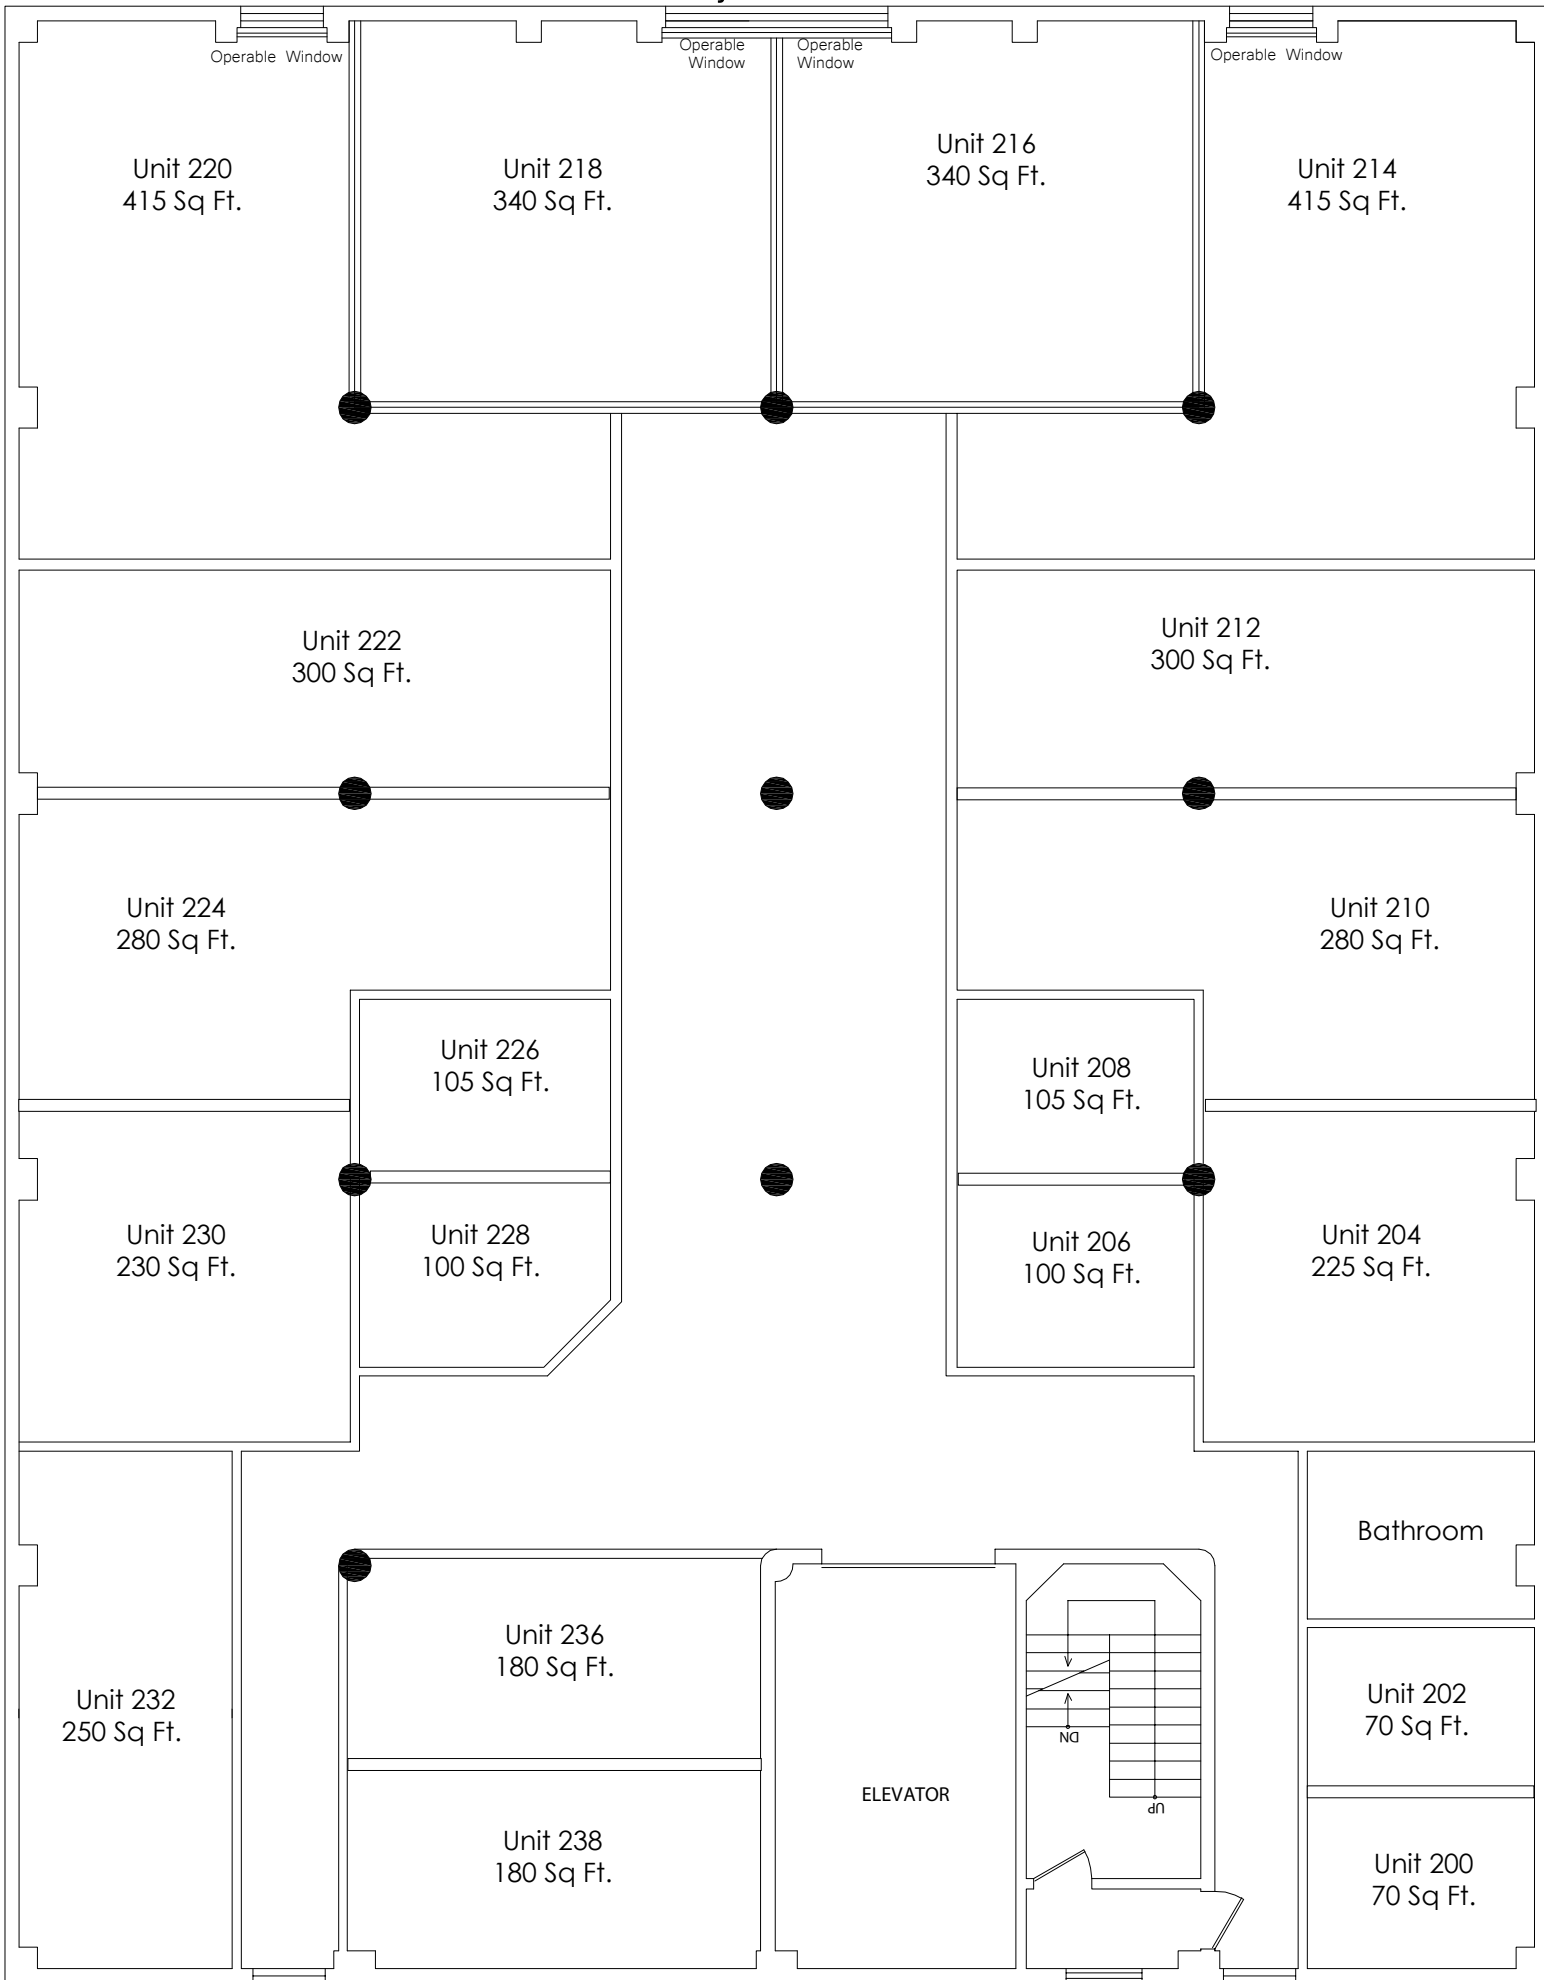 Operable Window
Operable
Window
Operable
Window
Operable Window
Unit 220
415 Sq Ft.
Unit 218
340 Sq Ft.
Unit 216
340 Sq Ft.
Unit 214
415 Sq Ft.
Unit 222
300 Sq Ft.
Unit 212
300 Sq Ft.
Unit 224
280 Sq Ft.
Unit 210
280 Sq Ft.
Unit 226
105 Sq Ft.
Unit 208
105 Sq Ft.
Unit 230
230 Sq Ft.
Unit 228
100 Sq Ft.
Unit 206
100 Sq Ft.
Unit 204
225 Sq Ft.
Bathroom
Unit 236
180 Sq Ft.
Unit 232
250 Sq Ft.
DN
UP
ELEVATOR
Unit 202
70 Sq Ft.
Unit 238
180 Sq Ft.
Unit 200
70 Sq Ft.